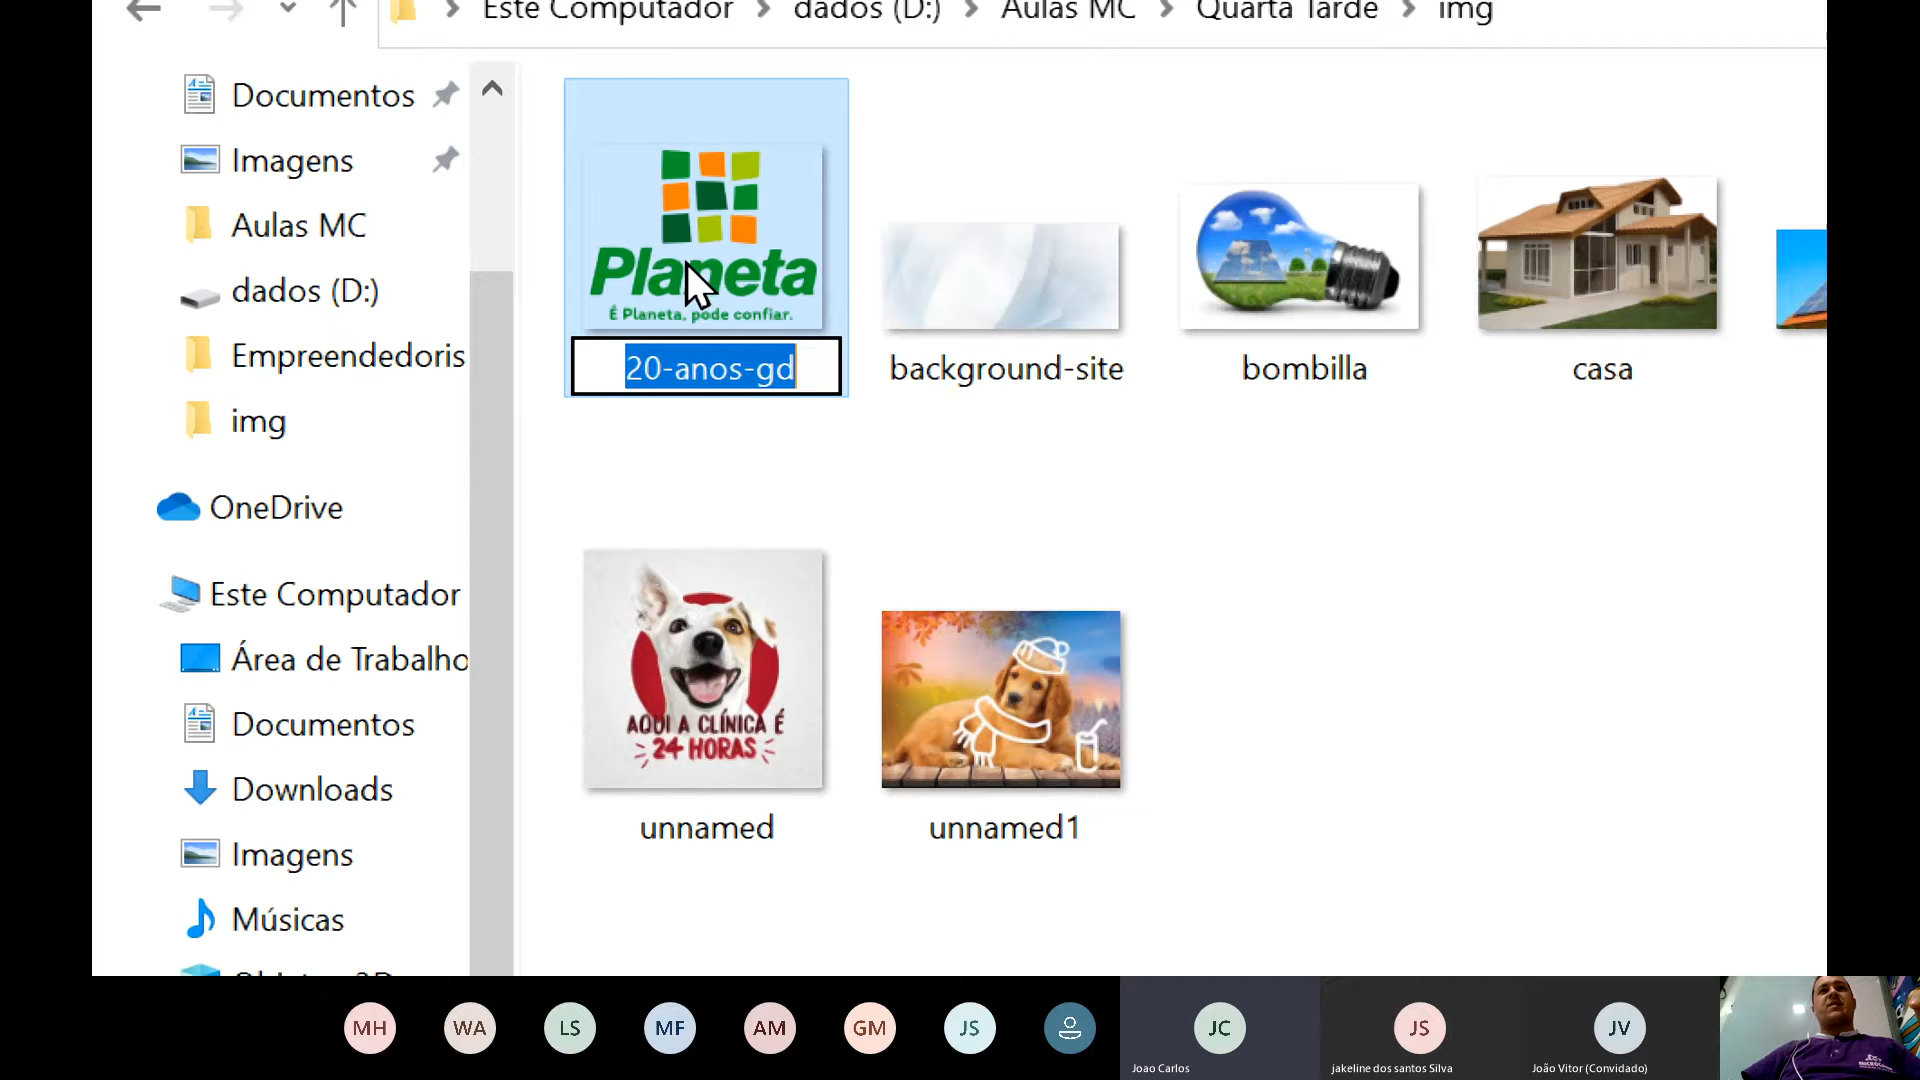 Este Computador > dados (D:) > Aulas MC > Quarta Tarde > img
Documentos
Imagens
Aulas MC
dados (D:)
Empreendedoris
img
OneDrive
Este Computador
Área de Trabalho
Documentos
Downloads
Imagens
Músicas
Planeta
É Planeta, pode confiar.
20-anos-gd
background-site
bombilla
casa
AQUI A CLÍNICA É
24 HORAS
unnamed
unnamed1
MH
WA
LS
MF
AM
GM
JS
JC
Joao Carlos
JS
jakeline dos santos Silva
JV
João Vitor (Convidado)